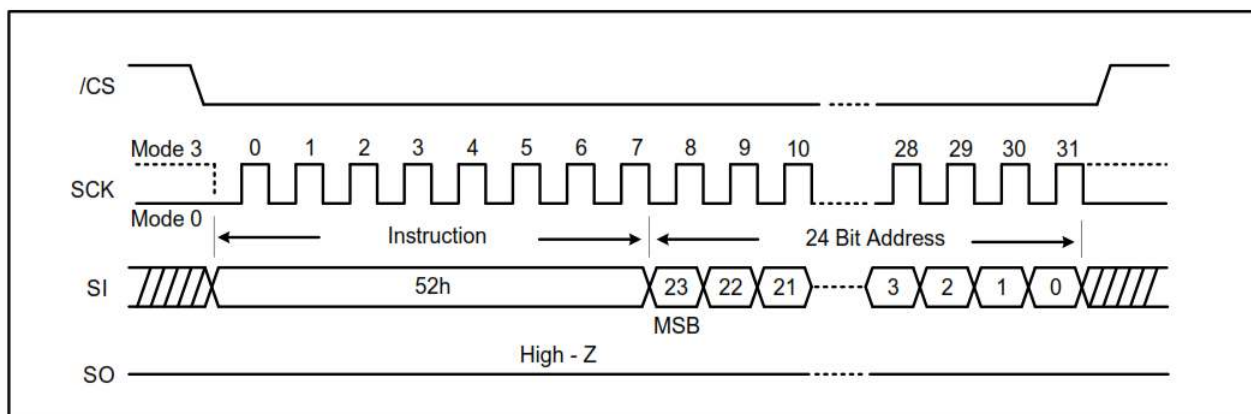 /CS
Mode 3 0 1 2 3 4 5 6 7 8 9 10 28 29 30 31
SCK
Mode 0
Instruction 24 Bit Address
SI 52h 23 22 21 3 2 1 0
MSB
High - Z
SO